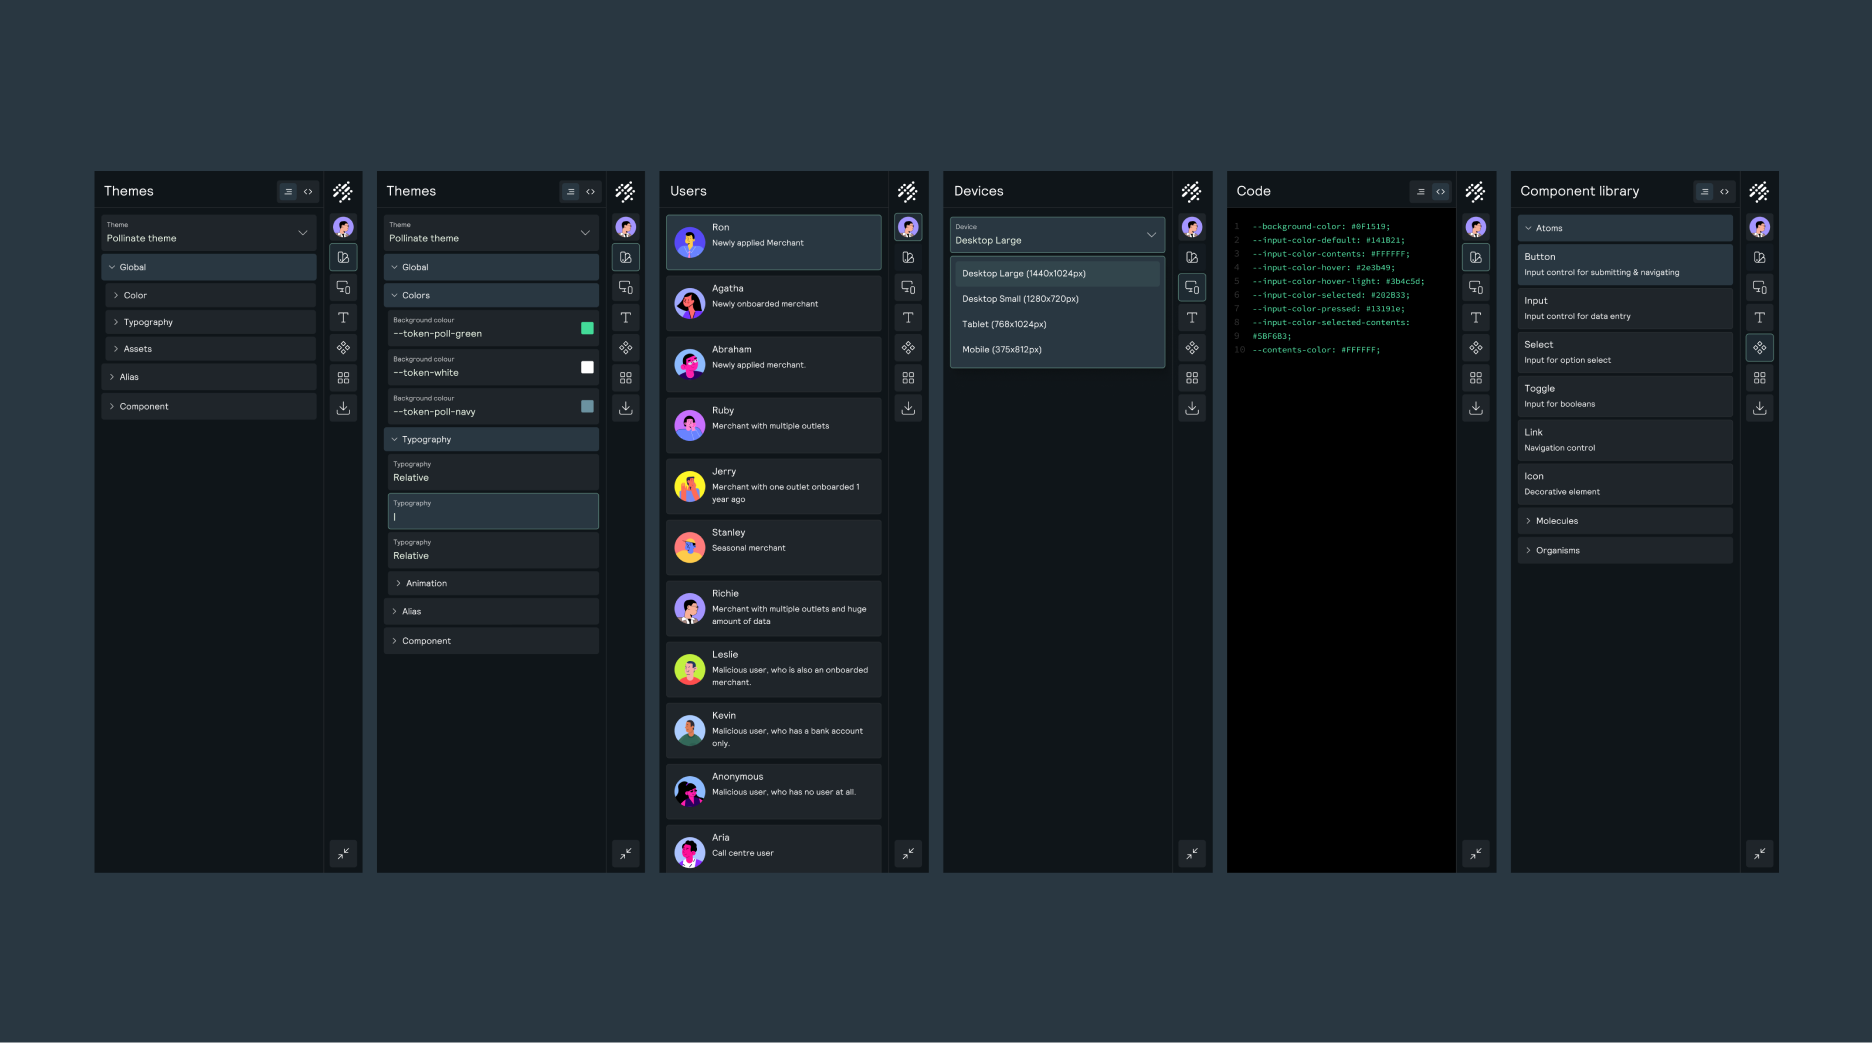 Themes
Theme
Pollinate theme
Global
Color
Typography
Assets
Alias
Component
Themes
Theme
Pollinate theme
Global
Colors
Background colour
--token-poll-green
Background colour
--token-white
Background colour
--token-poll-navy
Typography
Typography
Relative
Typography
Typography
Relative
Animation
Alias
Component
Users
Ron
Newly applied Merchant
Agatha
Newly onboarded merchant
Abraham
Newly applied merchant.
Ruby
Merchant with multiple outlets
Jerry
Merchant with one outlet onboarded 1
year ago
Stanley
Seasonal merchant
Richie
Merchant with multiple outlets and huge
amount of data
Leslie
Malicious user, who is also an onboarded
merchant.
Kevin
Malicious user, who has a bank account
only.
Anonymous
Malicious user, who has no user at all.
Aria
Call centre user
Devices
Device
Desktop Large
Desktop Large (1440x1024px)
Desktop Small (1280x720px)
Tablet (768x1024px)
Mobile (375x812px)
Code
1 --background-color: #0F1519;
2 --input-color-default: #141B21;
3 --input-color-contents: #FFFFFF;
4 --input-color-hover: #2e3b49;
5 --input-color-hover-light: #3b4c5d;
6 --input-color-selected: #202B33;
7 --input-color-pressed: #13191e;
8 --input-color-selected-contents:
9 #5BF6B3;
10 --contents-color: #FFFFFF;
Component library
Atoms
Button
Input control for submitting & navigating
Input
Input control for data entry
Select
Input for option select
Toggle
Input for booleans
Link
Navigation control
Icon
Decorative element
Molecules
Organisms